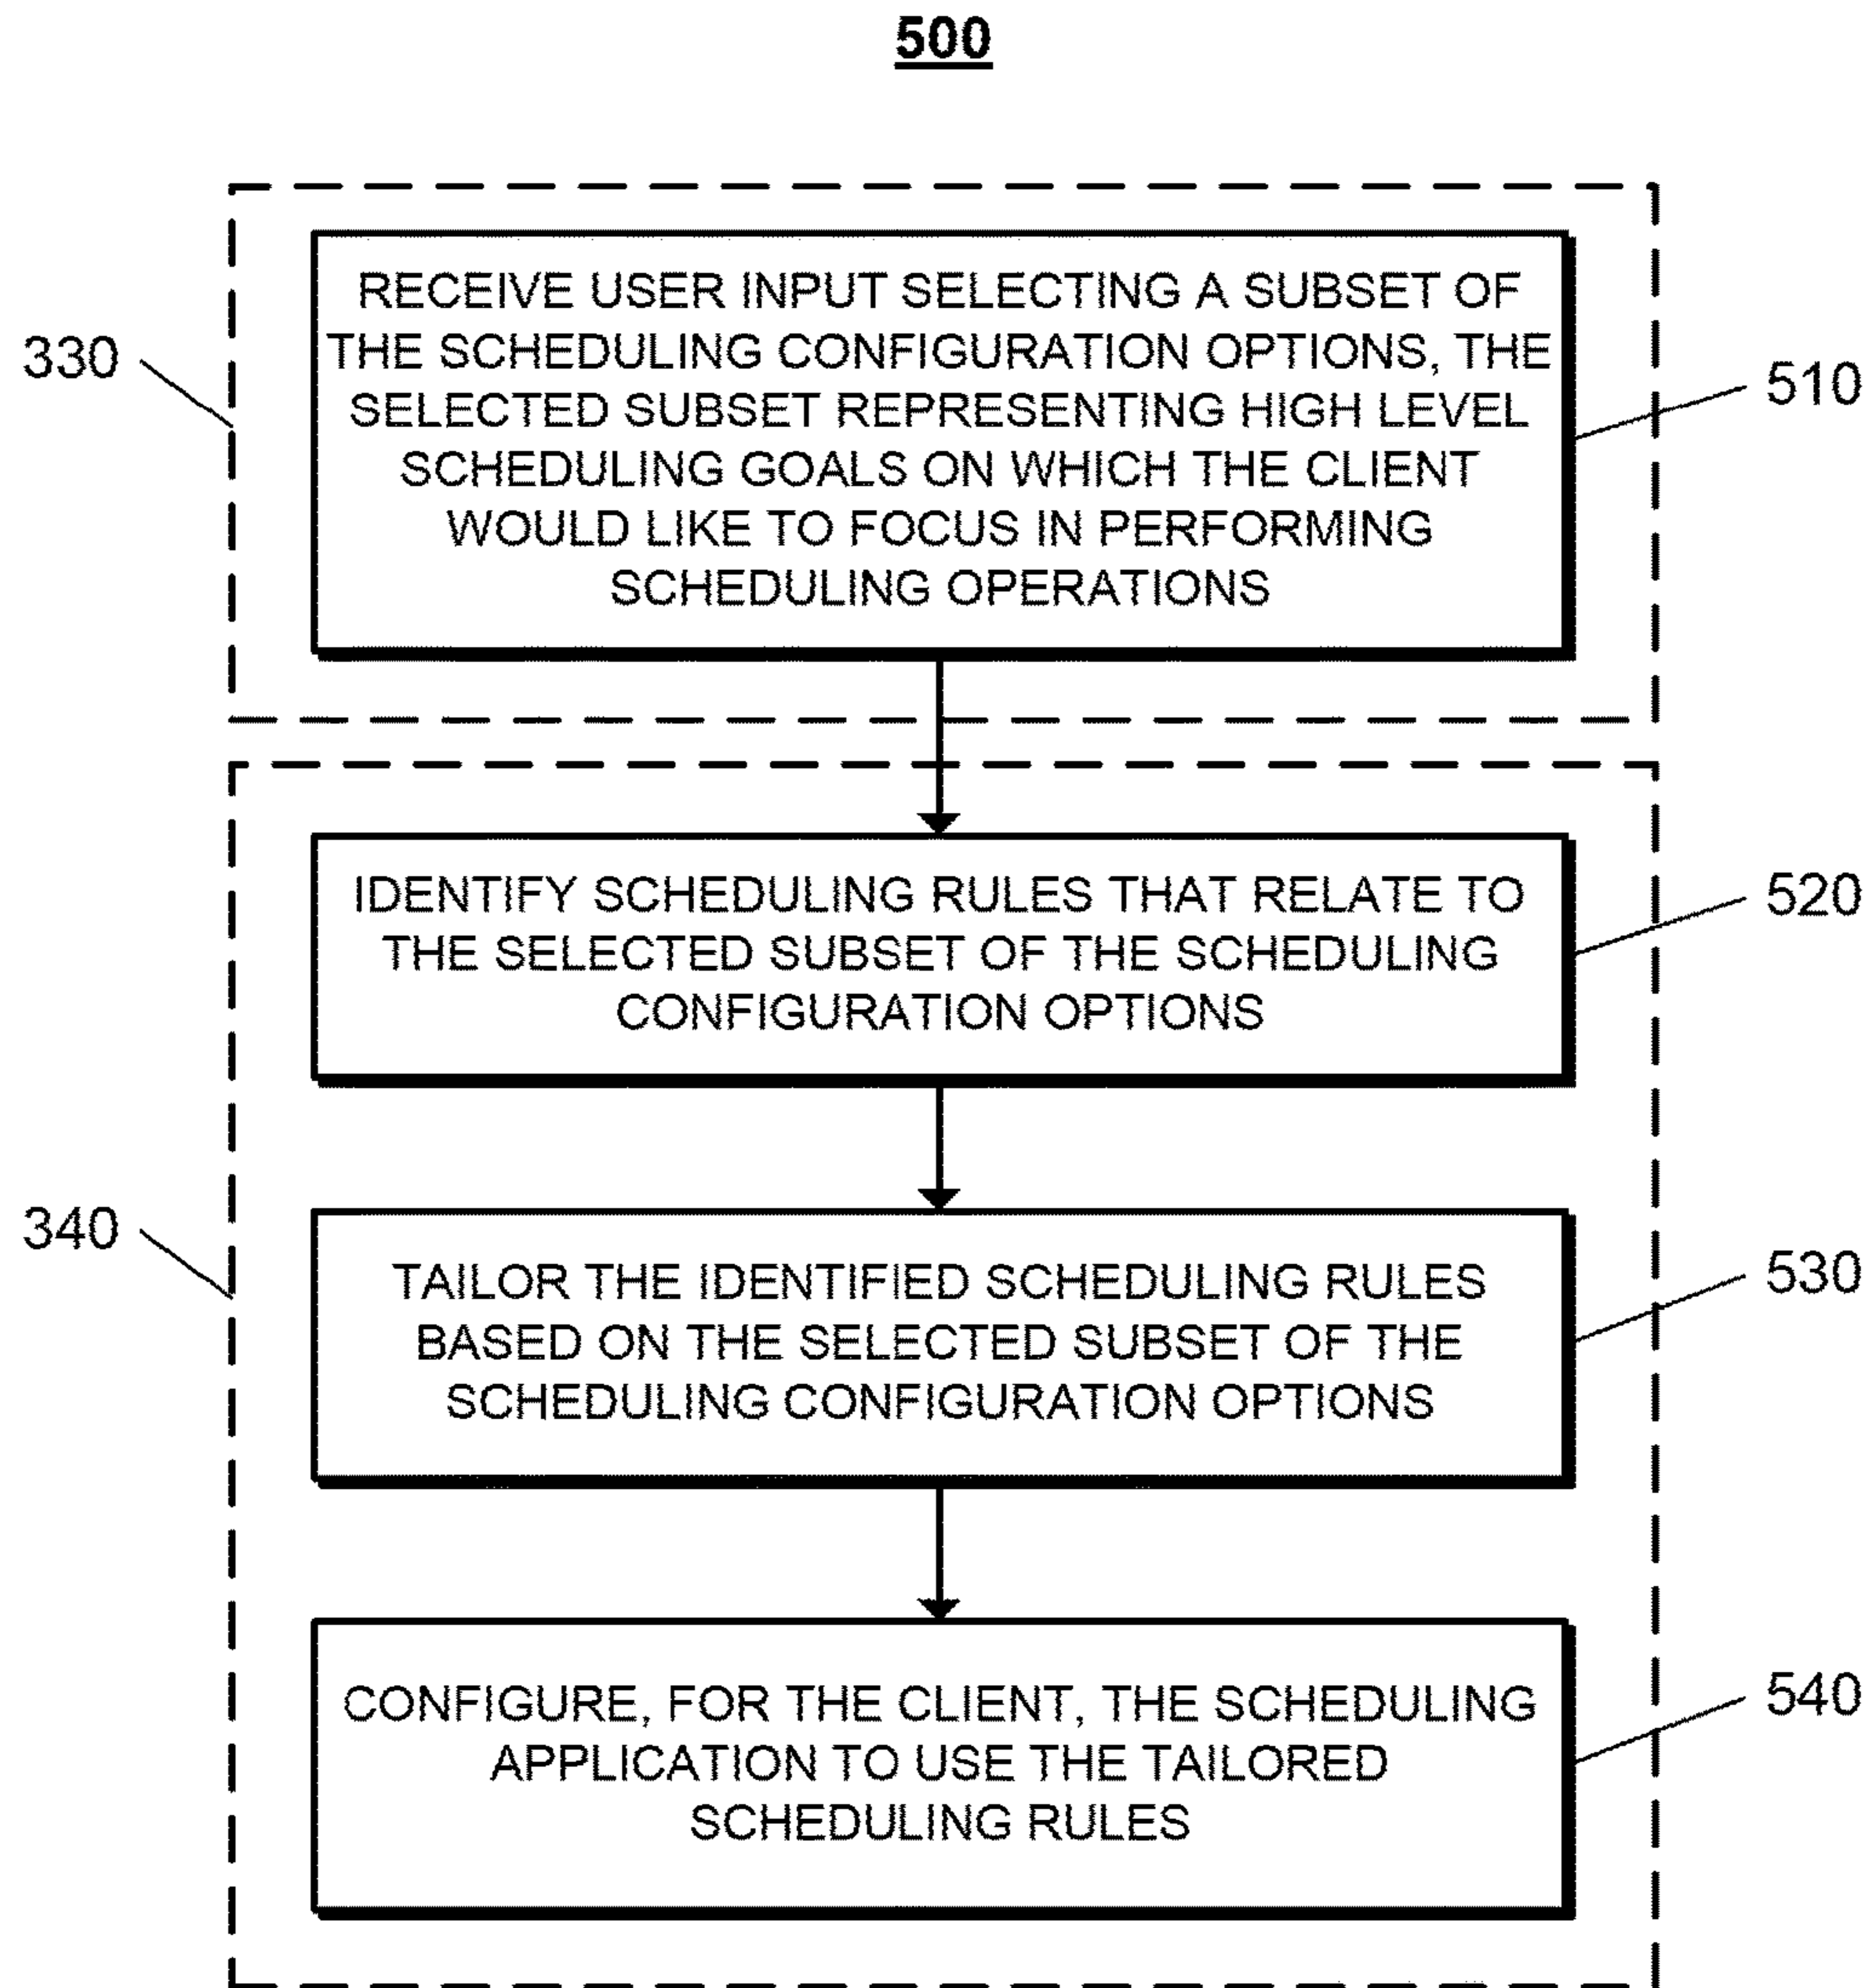 500
330
RECEIVE USER INPUT SELECTING A SUBSET OF
THE SCHEDULING CONFIGURATION OPTIONS, THE
SELECTED SUBSET REPRESENTING HIGH LEVEL
SCHEDULING GOALS ON WHICH THE CLIENT
WOULD LIKE TO FOCUS IN PERFORMING
SCHEDULING OPERATIONS
510
IDENTIFY SCHEDULING RULES THAT RELATE TO
THE SELECTED SUBSET OF THE SCHEDULING
CONFIGURATION OPTIONS
520
340
TAILOR THE IDENTIFIED SCHEDULING RULES
BASED ON THE SELECTED SUBSET OF THE
SCHEDULING CONFIGURATION OPTIONS
530
CONFIGURE, FOR THE CLIENT, THE SCHEDULING
APPLICATION TO USE THE TAILORED
SCHEDULING RULES
540